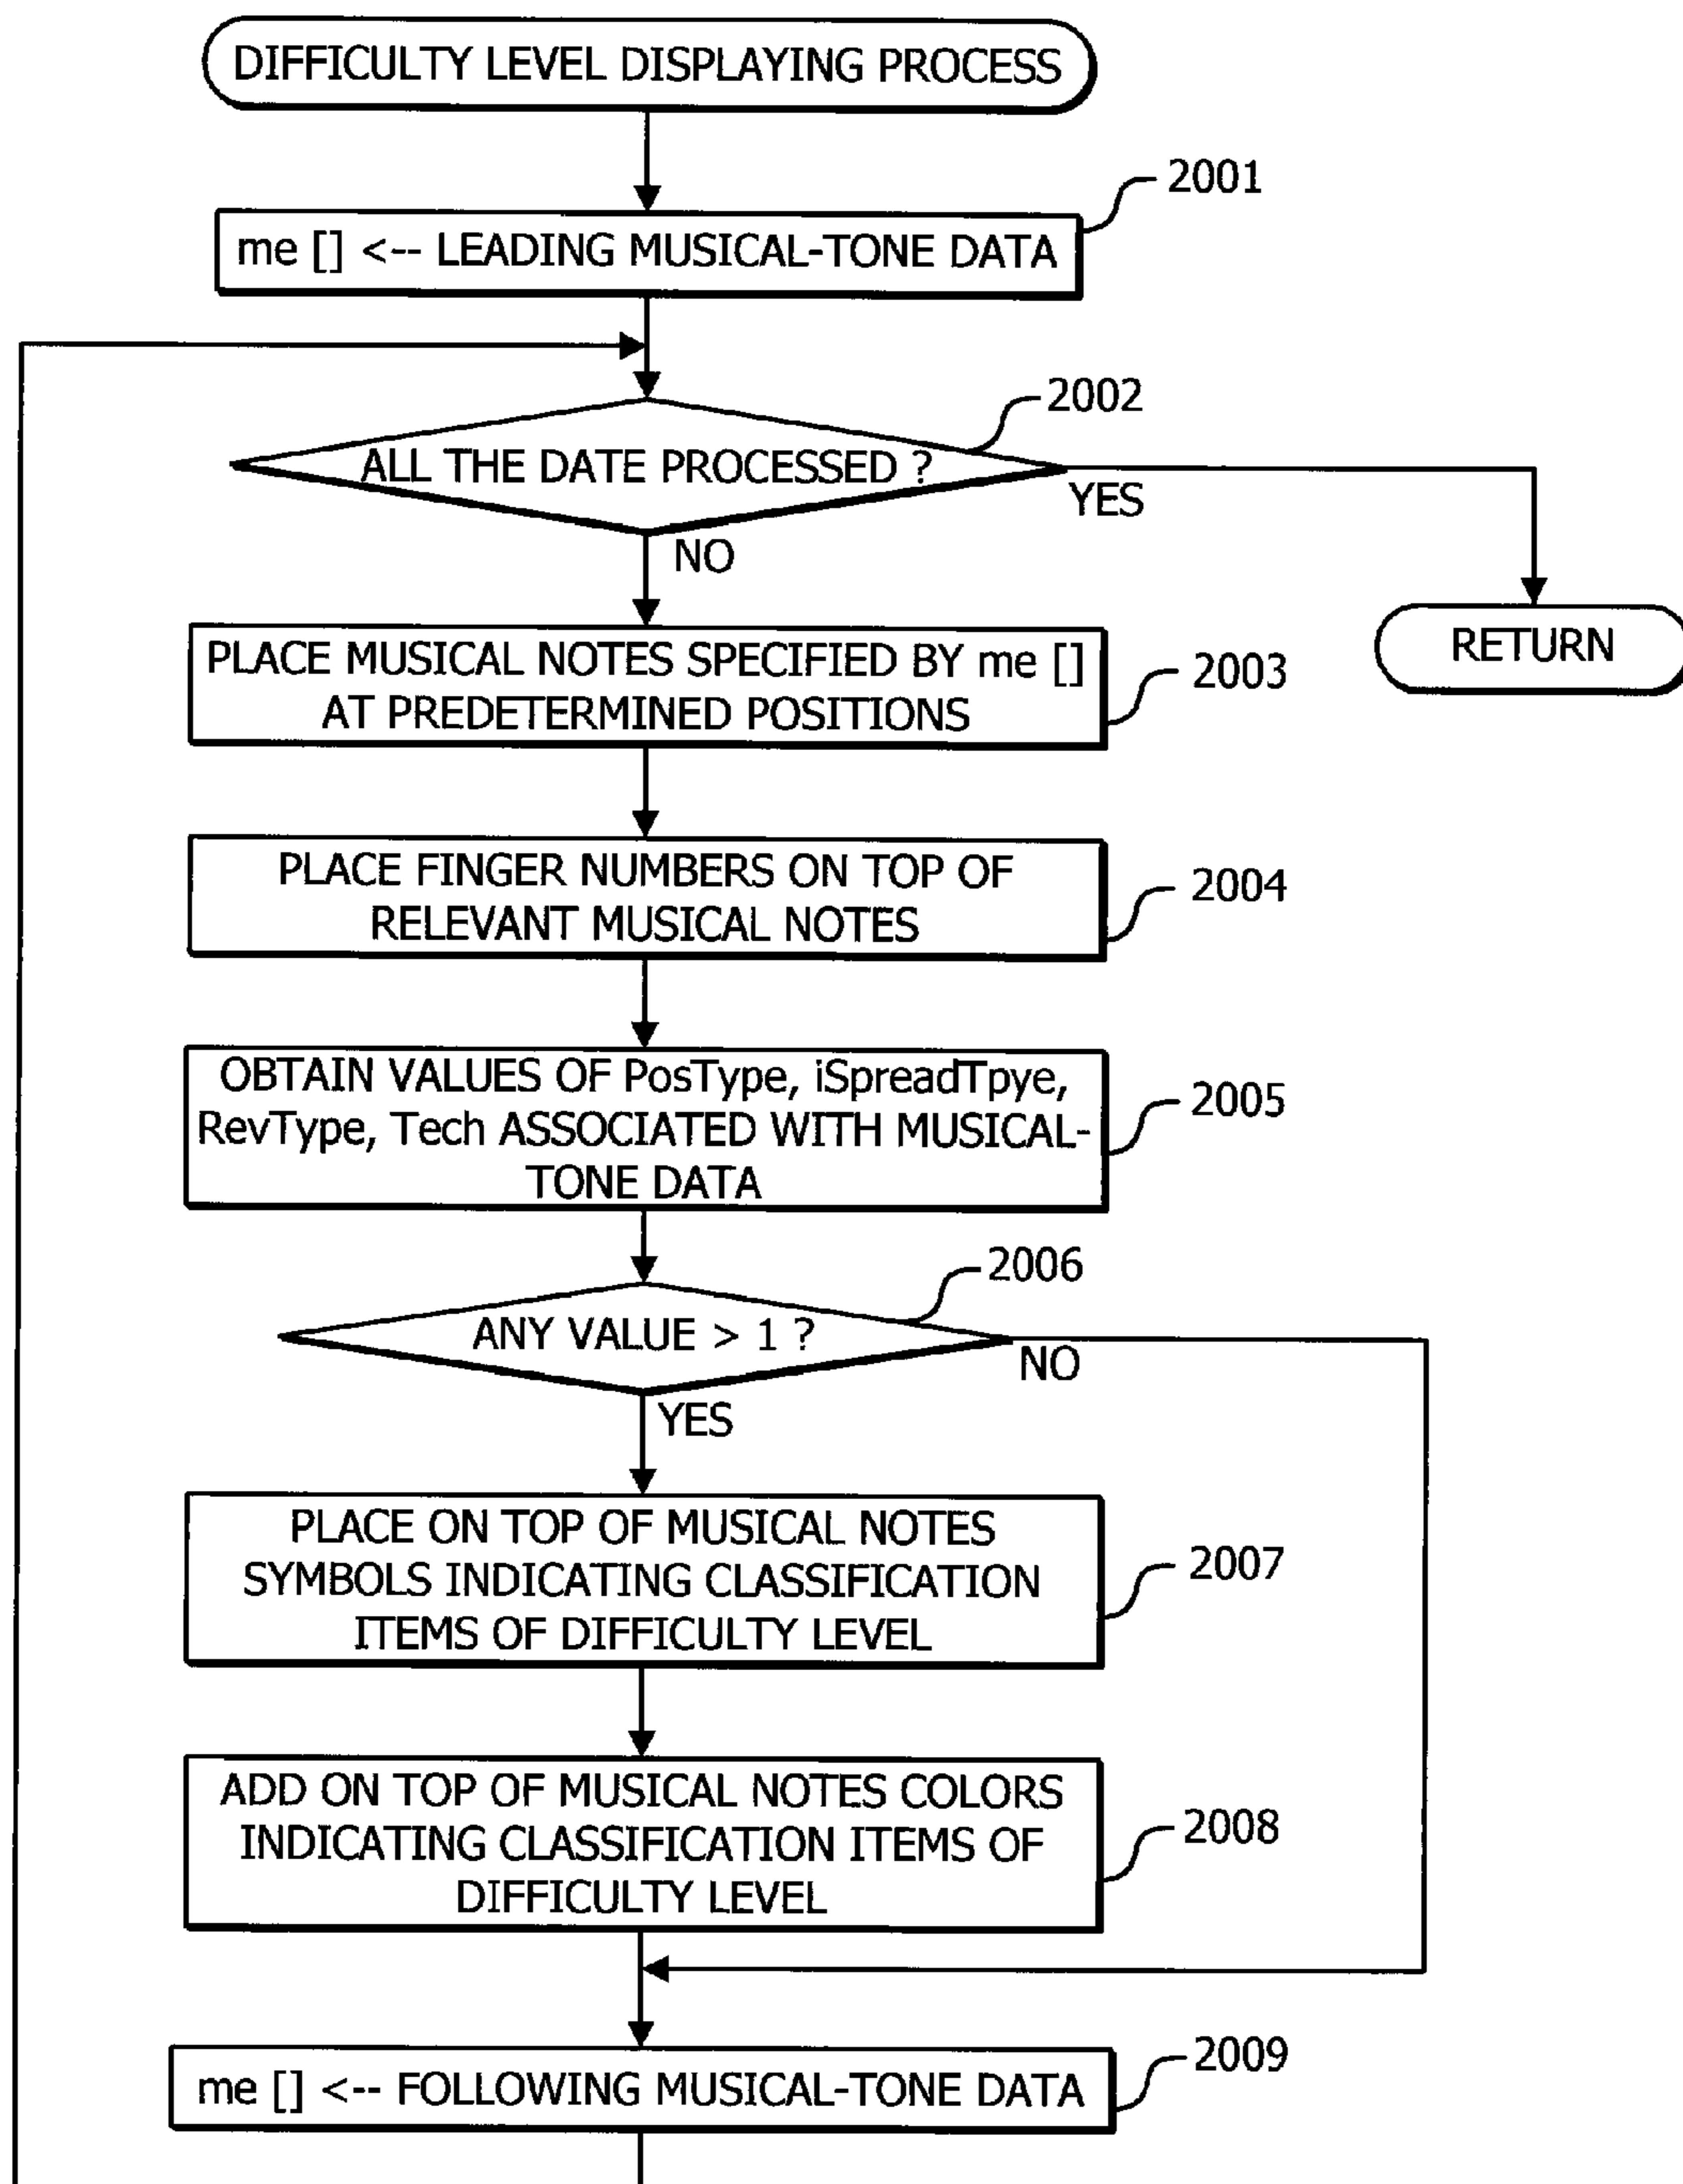 DIFFICULTY LEVEL DISPLAYING PROCESS
2001
me [] <-- LEADING MUSICAL-TONE DATA
2002
ALL THE DATE PROCESSED ?
YES
NO
RETURN
PLACE MUSICAL NOTES SPECIFIED BY me []
AT PREDETERMINED POSITIONS
2003
PLACE FINGER NUMBERS ON TOP OF
RELEVANT MUSICAL NOTES
2004
OBTAIN VALUES OF PosType, iSpreadTpye,
RevType, Tech ASSOCIATED WITH MUSICAL-
TONE DATA
2005
2006
ANY VALUE > 1 ?
NO
YES
PLACE ON TOP OF MUSICAL NOTES
SYMBOLS INDICATING CLASSIFICATION
ITEMS OF DIFFICULTY LEVEL
2007
ADD ON TOP OF MUSICAL NOTES COLORS
INDICATING CLASSIFICATION ITEMS OF
DIFFICULTY LEVEL
2008
me [] <-- FOLLOWING MUSICAL-TONE DATA
2009